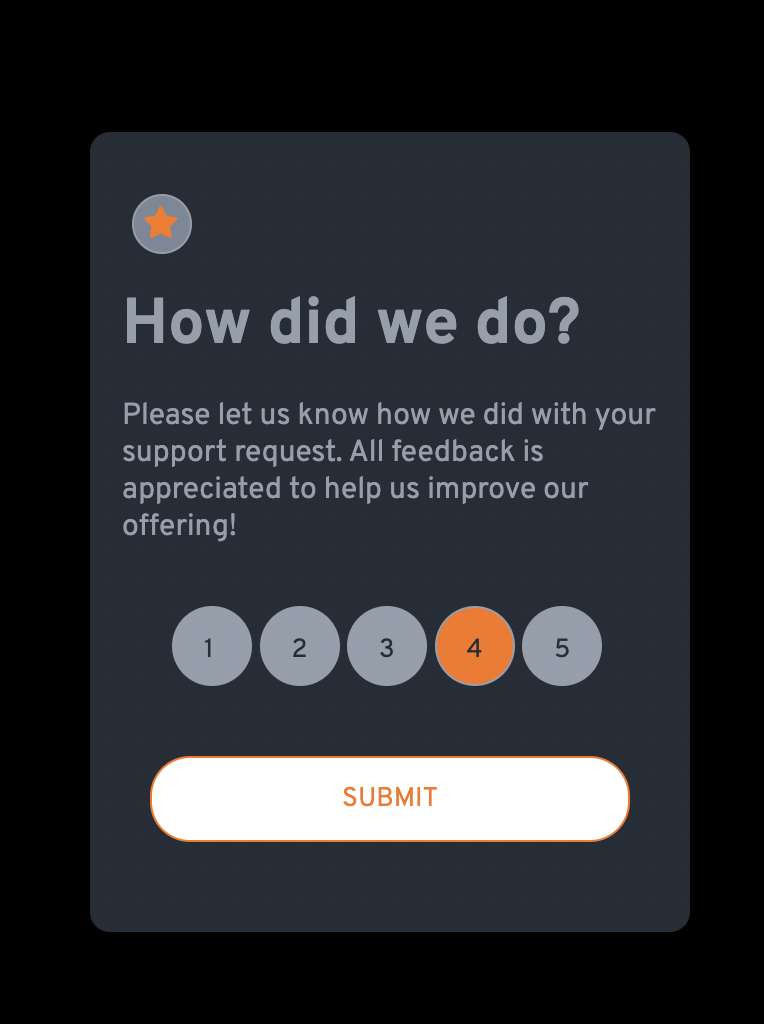 How did we do?
Please let us know how we did with your
support request. All feedback is
appreciated to help us improve our
offering!
1 2 3 4 5
SUBMIT